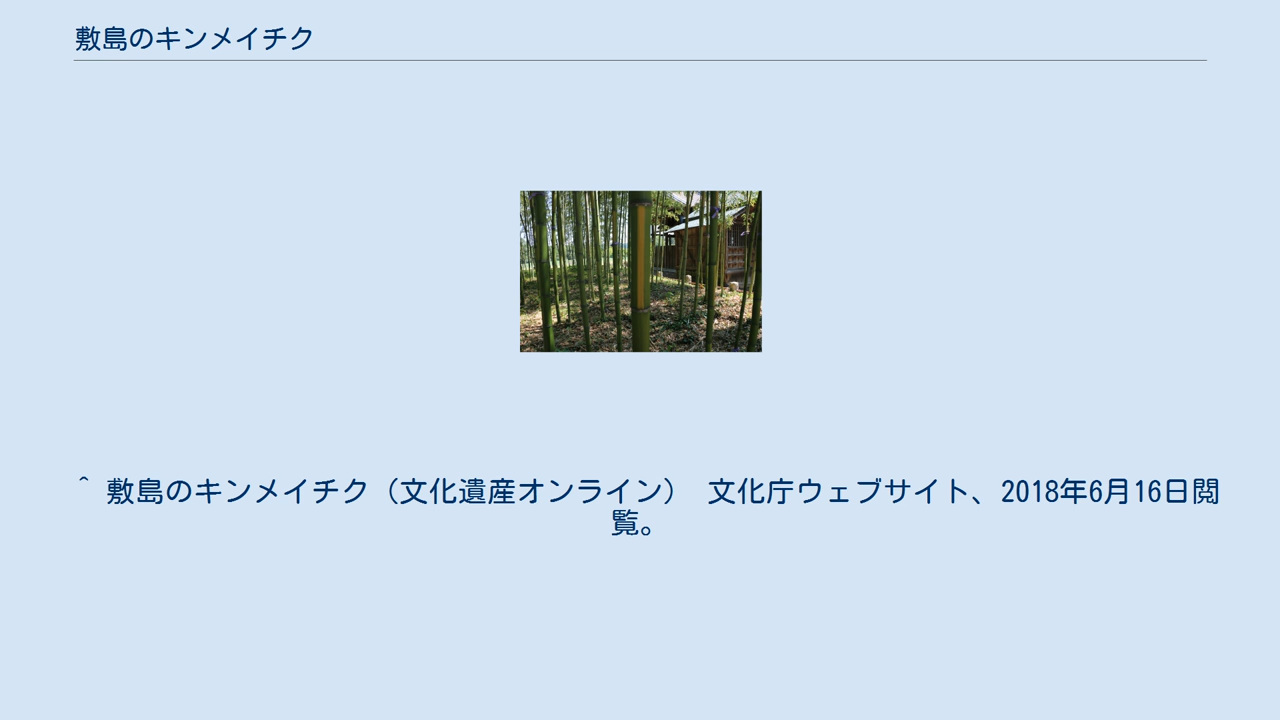 敷島のキンメイチク
^ 敷島のキンメイチク（文化遺産オンライン） 文化庁ウェブサイト、2018年6月16日閲
覧。